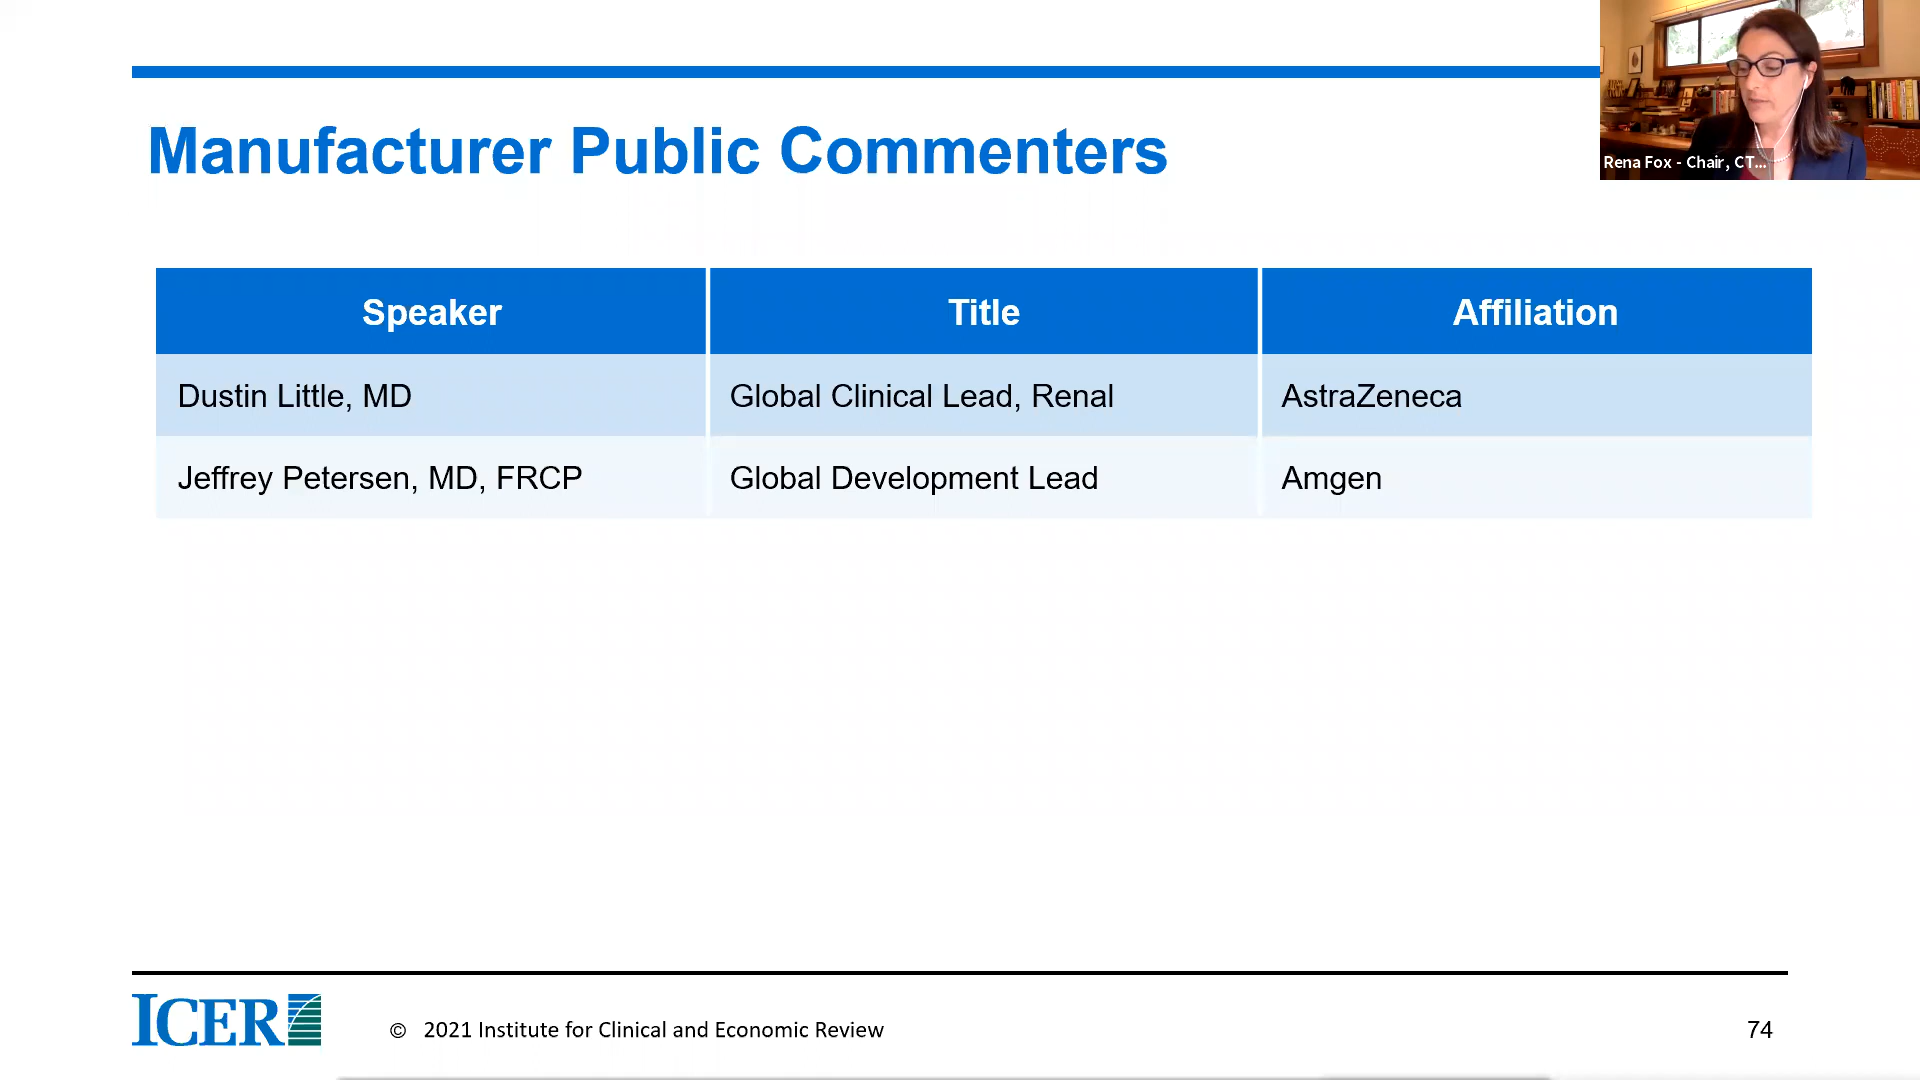 Rena Fox - Chair, CT...
Manufacturer Public Commenters
Speaker Title Affiliation
Dustin Little, MD Global Clinical Lead, Renal AstraZeneca
Jeffrey Petersen, MD, FRCP Global Development Lead Amgen
ICER © 2021 Institute for Clinical and Economic Review 74